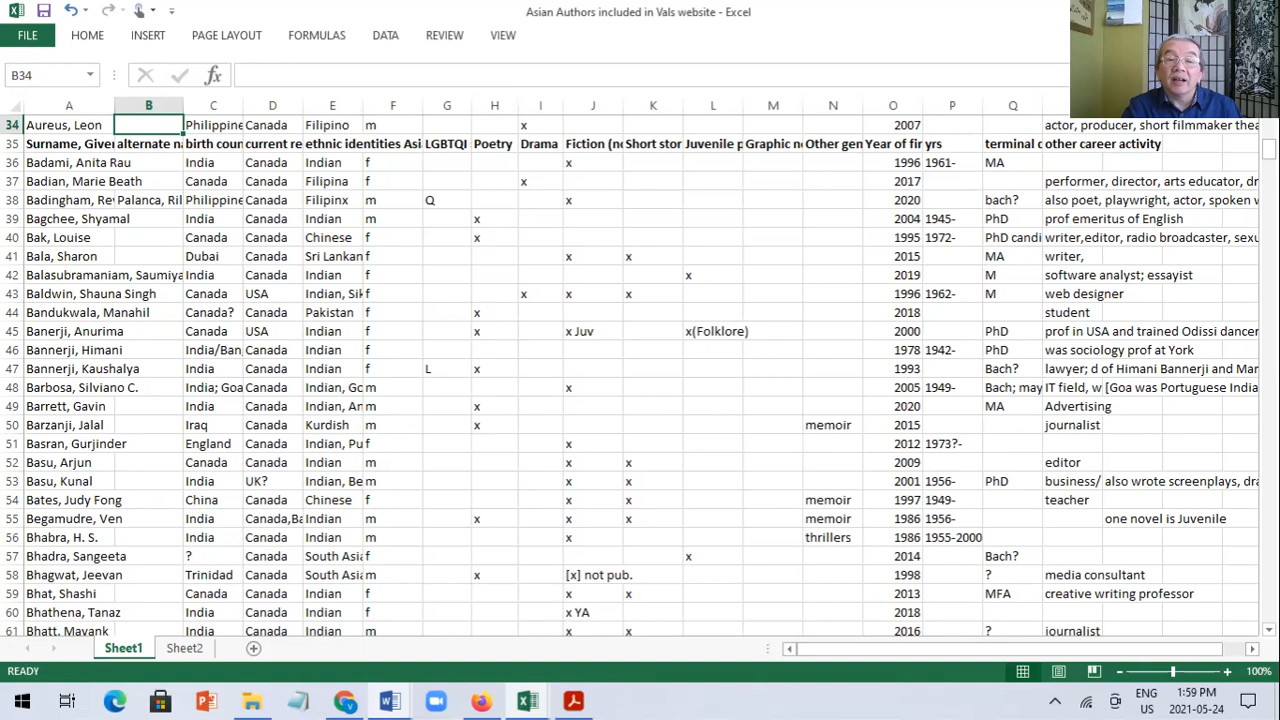 Asian Authors included in Vals website - Excel
FILE HOME INSERT PAGE LAYOUT FORMULAS DATA REVIEW VIEW
B34 fx
A B C D E F G H I J K L M N O P Q
34 Aureus, Leon Philippine Canada Filipino m x 2007 actor, producer, short filmmaker thea
35 Surname, Give alternate na birth coun current re ethnic identities Asi LGBTQI Poetry Drama Fiction (n Short stor Juvenile p Graphic n Other gen Year of fir yrs terminal d other career activity
36 Badami, Anita Rau India Canada Indian f x 1996 1961- MA
37 Badian, Marie Beath Canada Canada Filipina f x 2017 performer, director, arts educator, dr
38 Badingham, Rev Palanca, Ril Philippine Canada Filipinx m Q x 2020 bach? also poet, playwright, actor, spoken w
39 Bagchee, Shyamal India Canada Indian m x 2004 1945- PhD prof emeritus of English
40 Bak, Louise Canada Canada Chinese f x 1995 1972- PhD candi writer,editor, radio broadcaster, sexu
41 Bala, Sharon Dubai Canada Sri Lankan f x x 2015 MA writer,
42 Balasubramaniam, Saumiya India Canada Indian f x 2019 M software analyst; essayist
43 Baldwin, Shauna Singh Canada USA Indian, Sik f x x x 1996 1962- M web designer
44 Bandukwala, Manahil Canada? Canada Pakistan f x 2018 student
45 Banerji, Anurima Canada USA Indian f x x Juv x(Folklore) 2000 PhD prof in USA and trained Odissi dancer
46 Bannerji, Himani India/Ban Canada Indian f 1978 1942- PhD was sociology prof at York
47 Bannerji, Kaushalya India Canada Indian f L x 1993 Bach? lawyer; d of Himani Bannerji and Mar
48 Barbosa, Silviano C. India; Goa Canada Indian, Go m x 2005 1949- Bach; may IT field, w [Goa was Portuguese India
49 Barrett, Gavin India Canada Indian, An m x 2020 MA Advertising
50 Barzanji, Jalal Iraq Canada Kurdish m x memoir 2015 journalist
51 Basran, Gurjinder England Canada Indian, Pu f x 2012 1973?-
52 Basu, Arjun Canada Canada Indian m x x 2009 editor
53 Basu, Kunal India UK? Indian, Be m x x 2001 1956- PhD business/ also wrote screenplays, dra
54 Bates, Judy Fong China Canada Chinese f x x memoir 1997 1949- teacher
55 Begamudre, Ven India Canada,Ba Indian m x x x memoir 1986 1956- one novel is Juvenile
56 Bhabra, H. S. India Canada Indian m x thrillers 1986 1955-2000
57 Bhadra, Sangeeta ? Canada South Asia f x 2014 Bach?
58 Bhagwat, Jeevan Trinidad Canada South Asia m x [x] not pub. 1998 ? media consultant
59 Bhat, Shashi Canada Canada Indian f x x 2013 MFA creative writing professor
60 Bhathena, Tanaz India Canada Indian f x YA 2018
61 Bhatt, Mayank India Canada Indian m x x 2016 ? journalist
Sheet1 Sheet2
READY 100%
ENG 1:59 PM
US 2021-05-24